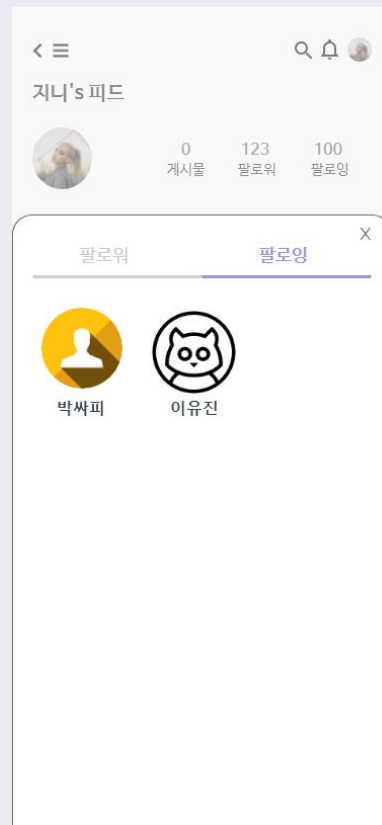 지니's 피드
0 123 100
게시물 팔로워 팔로잉
X
팔로워 팔로잉
박싸피 이유진